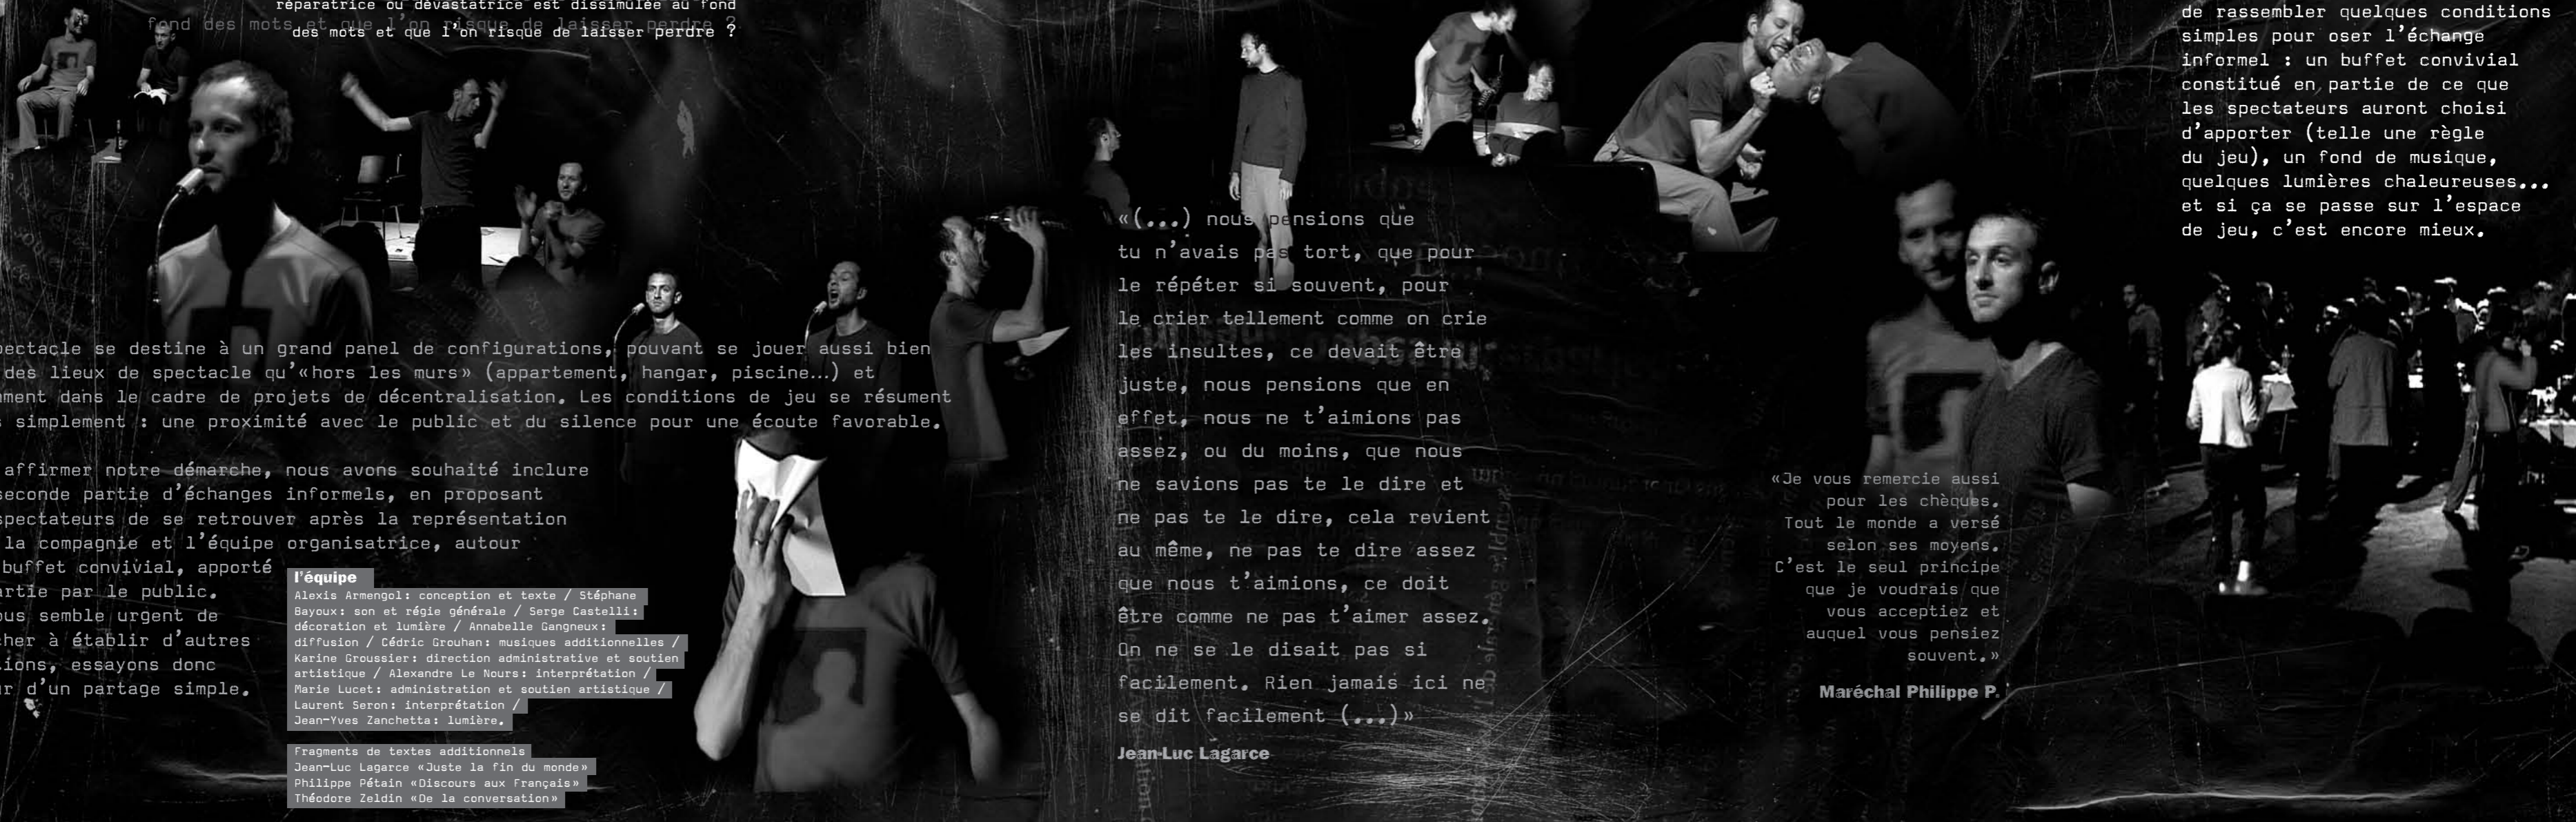 réparatrice ou dévastatrice est dissimulée au fond
des mots et que l'on risque de laisser perdre ?
fond des mots et que l'on risque de laisser perdre ?
spectacle se destine à un grand panel de configurations, pouvant se jouer aussi bien
des lieux de spectacle qu'«hors les murs» (appartement, hangar, piscine...) et
dans le cadre de projets de décentralisation. Les conditions de jeu se résument
simplement : une proximité avec le public et du silence pour une écoute favorable.
affirmer notre démarche, nous avons souhaité inclure
seconde partie d'échanges informels, en proposant
spectateurs de se retrouver après la représentation
la compagnie et l'équipe organisatrice, autour
buffet convivial, apporté
partie par le public.
semble urgent de
à établir d'autres
essayons donc
d'un partage simple.
l'équipe
Alexis Armengol: conception et texte / Stéphane
Bayoux: son et régie générale / Serge Castelli:
décoration et lumière / Annabelle Gangneux:
diffusion / Cédric Grouhan: musiques additionnelles /
Karine Groussier: direction administrative et soutien
artistique / Alexandre Le Nours: interprétation /
Marie Lucet: administration et soutien artistique /
Laurent Seron: interprétation /
Jean-Yves Zanchetta: lumière.
Fragments de textes additionnels
Jean-Luc Lagarce «Juste la fin du monde»
Philippe Pétain «Discours aux Français»
Théodore Zeldin «De la conversation»
«(...) nous pensions que
tu n'avais pas tort, que pour
le répéter si souvent, pour
le crier tellement comme on crie
les insultes, ce devait être
juste, nous pensions que en
effet, nous ne t'aimions pas
assez, ou du moins, que nous
ne savions pas te le dire et
ne pas te le dire, cela revient
au même, ne pas te dire assez
que nous t'aimions, ce doit
être comme ne pas t'aimer assez.
On ne se le disait pas si
facilement. Rien jamais ici ne
se dit facilement (...)»
Jean-Luc Lagarce
«Je vous remercie aussi
pour les chèques.
Tout le monde a versé
selon ses moyens.
C'est le seul principe
que je voudrais que
vous acceptiez et
auquel vous pensiez
souvent.»
Maréchal Philippe P.
de rassembler quelques conditions
simples pour oser l'échange
informel : un buffet convivial
constitué en partie de ce que
les spectateurs auront choisi
d'apporter (telle une règle
du jeu), un fond de musique,
quelques lumières chaleureuses...
et si ça se passe sur l'espace
de jeu, c'est encore mieux.